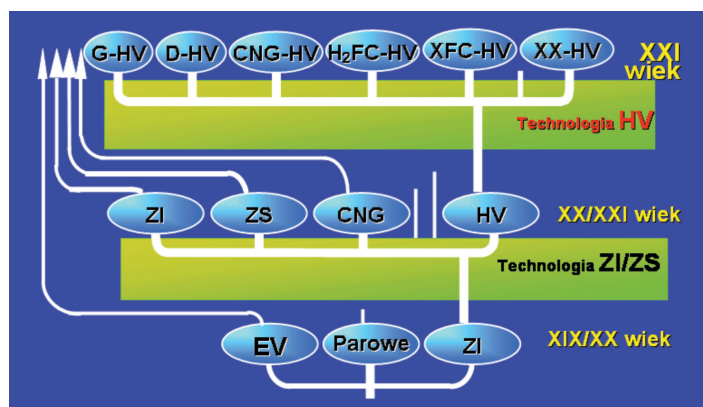 G-HV D-HV CNG-HV H₂FC-HV XFC-HV XX-HV XXI
wiek
Technologia HV
ZI ZS CNG HV XX/XXI wiek
Technologia ZI/ZS
EV Parowe ZI XIX/XX wiek